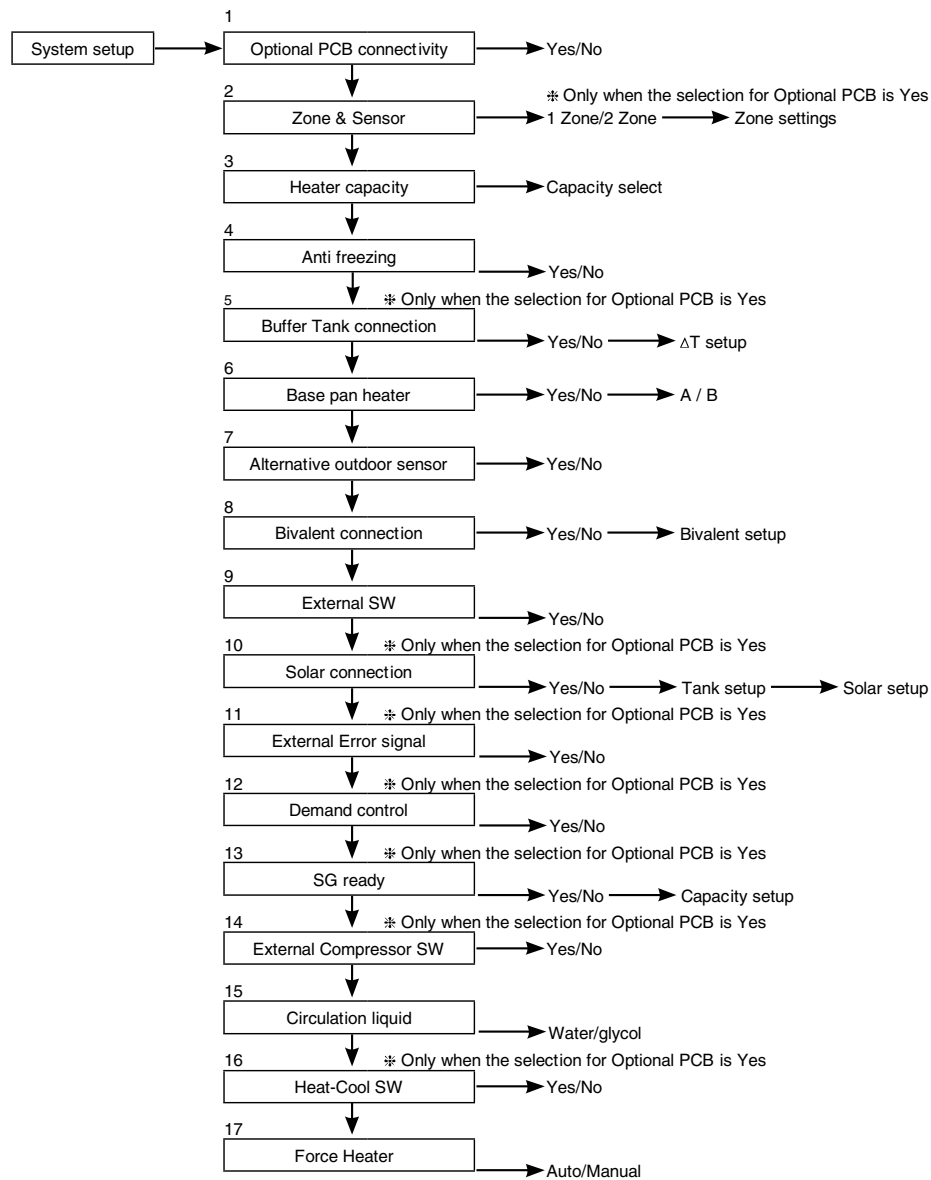 1
System setup Optional PCB connectivity Yes/No
2
※ Only when the selection for Optional PCB is Yes
Zone & Sensor 1 Zone/2 Zone Zone settings
3
Heater capacity Capacity select
4
Anti freezing
Yes/No
5 ※ Only when the selection for Optional PCB is Yes
Buffer Tank connection
Yes/No ΔT setup
6
Base pan heater Yes/No A / B
7
Alternative outdoor sensor Yes/No
8
Bivalent connection Yes/No Bivalent setup
9
External SW
Yes/No
10 ※ Only when the selection for Optional PCB is Yes
Solar connection
Yes/No Tank setup Solar setup
11 ※ Only when the selection for Optional PCB is Yes
External Error signal
Yes/No
12 ※ Only when the selection for Optional PCB is Yes
Demand control
Yes/No
13 ※ Only when the selection for Optional PCB is Yes
SG ready
Yes/No Capacity setup
14 ※ Only when the selection for Optional PCB is Yes
External Compressor SW Yes/No
15
Circulation liquid
Water/glycol
16 ※ Only when the selection for Optional PCB is Yes
Heat-Cool SW Yes/No
17
Force Heater
Auto/Manual